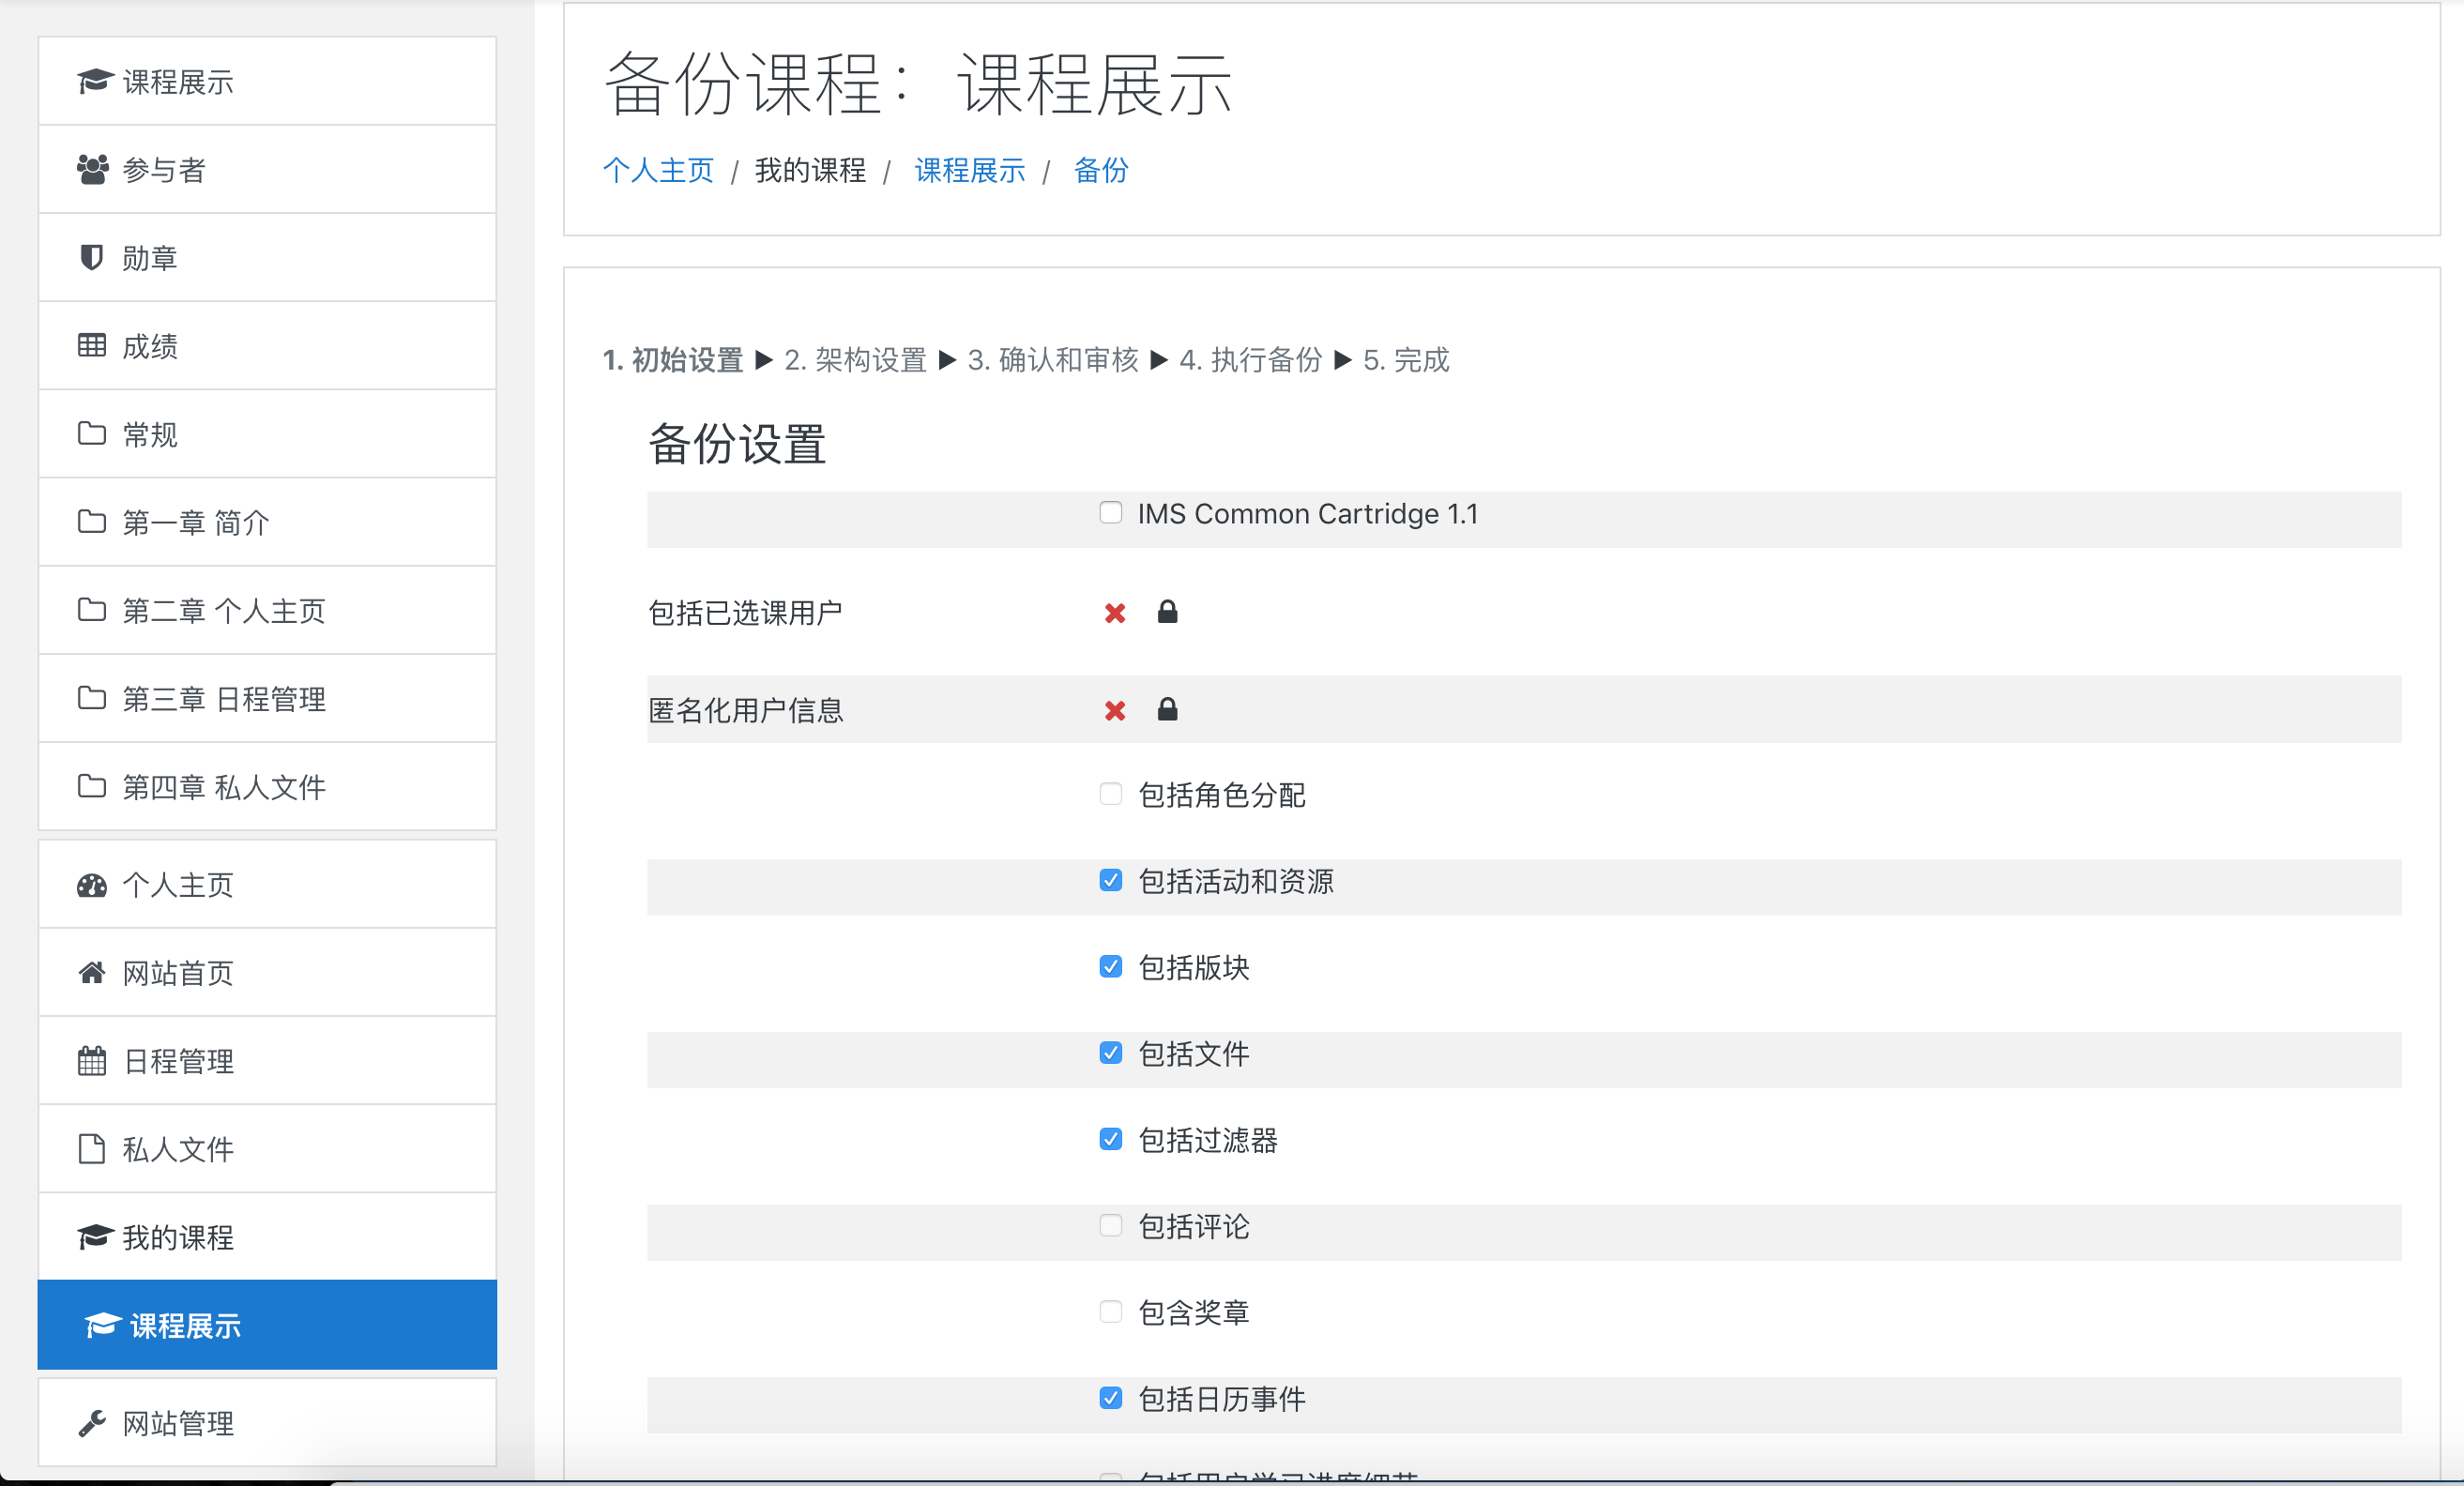 课程展示
参与者
勋章
成绩
常规
第一章 简介
第二章 个人主页
第三章 日程管理
第四章 私人文件
个人主页
网站首页
日程管理
私人文件
我的课程
课程展示
网站管理
备份课程： 课程展示
个人主页 / 我的课程 / 课程展示 / 备份
1. 初始设置 ► 2. 架构设置 ► 3. 确认和审核 ► 4. 执行备份 ► 5. 完成
备份设置
IMS Common Cartridge 1.1
包括已选课用户
匿名化用户信息
包括角色分配
包括活动和资源
包括版块
包括文件
包括过滤器
包括评论
包含奖章
包括日历事件